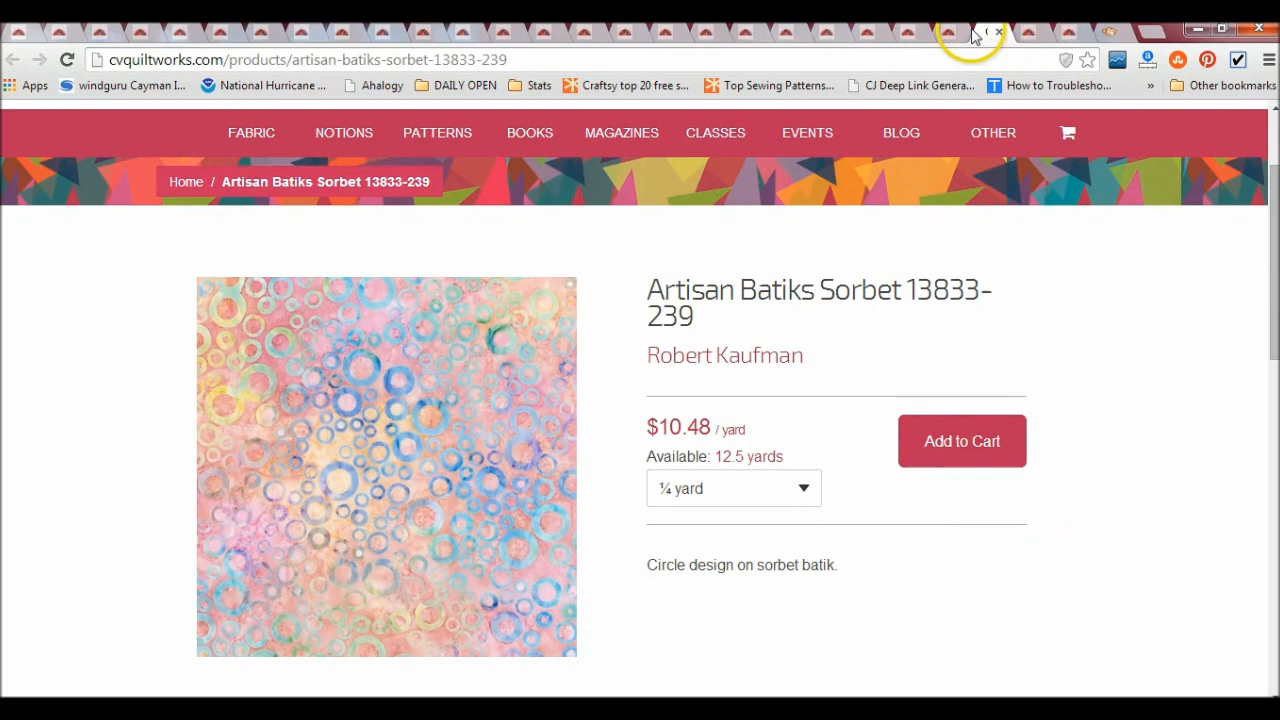 cvquiltworks.com/products/artisan-batiks-sorbet-13833-239
Apps windguru Cayman I... National Hurricane ... Ahalogy DAILY OPEN Stats Craftsy top 20 free s... Top Sewing Patterns... CJ Deep Link Genera... How to Troublesho... » Other bookmarks
FABRIC NOTIONS PATTERNS BOOKS MAGAZINES CLASSES EVENTS BLOG OTHER
Home / Artisan Batiks Sorbet 13833-239
Artisan Batiks Sorbet 13833-
239
Robert Kaufman
$10.48 / yard
Add to Cart
Available: 12.5 yards
¼ yard
Circle design on sorbet batik.